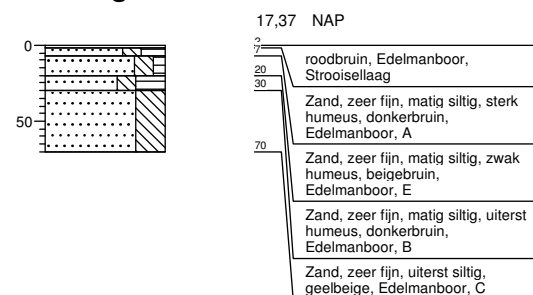 17,37 NAP
0
50
2
7
20
30
70
roodbruin, Edelmanboor,
Strooisellaag
Zand, zeer fijn, matig siltig, sterk
humeus, donkerbruin,
Edelmanboor, A
Zand, zeer fijn, matig siltig, zwak
humeus, beigebruin,
Edelmanboor, E
Zand, zeer fijn, matig siltig, uiterst
humeus, donkerbruin,
Edelmanboor, B
Zand, zeer fijn, uiterst siltig,
geelbeige, Edelmanboor, C